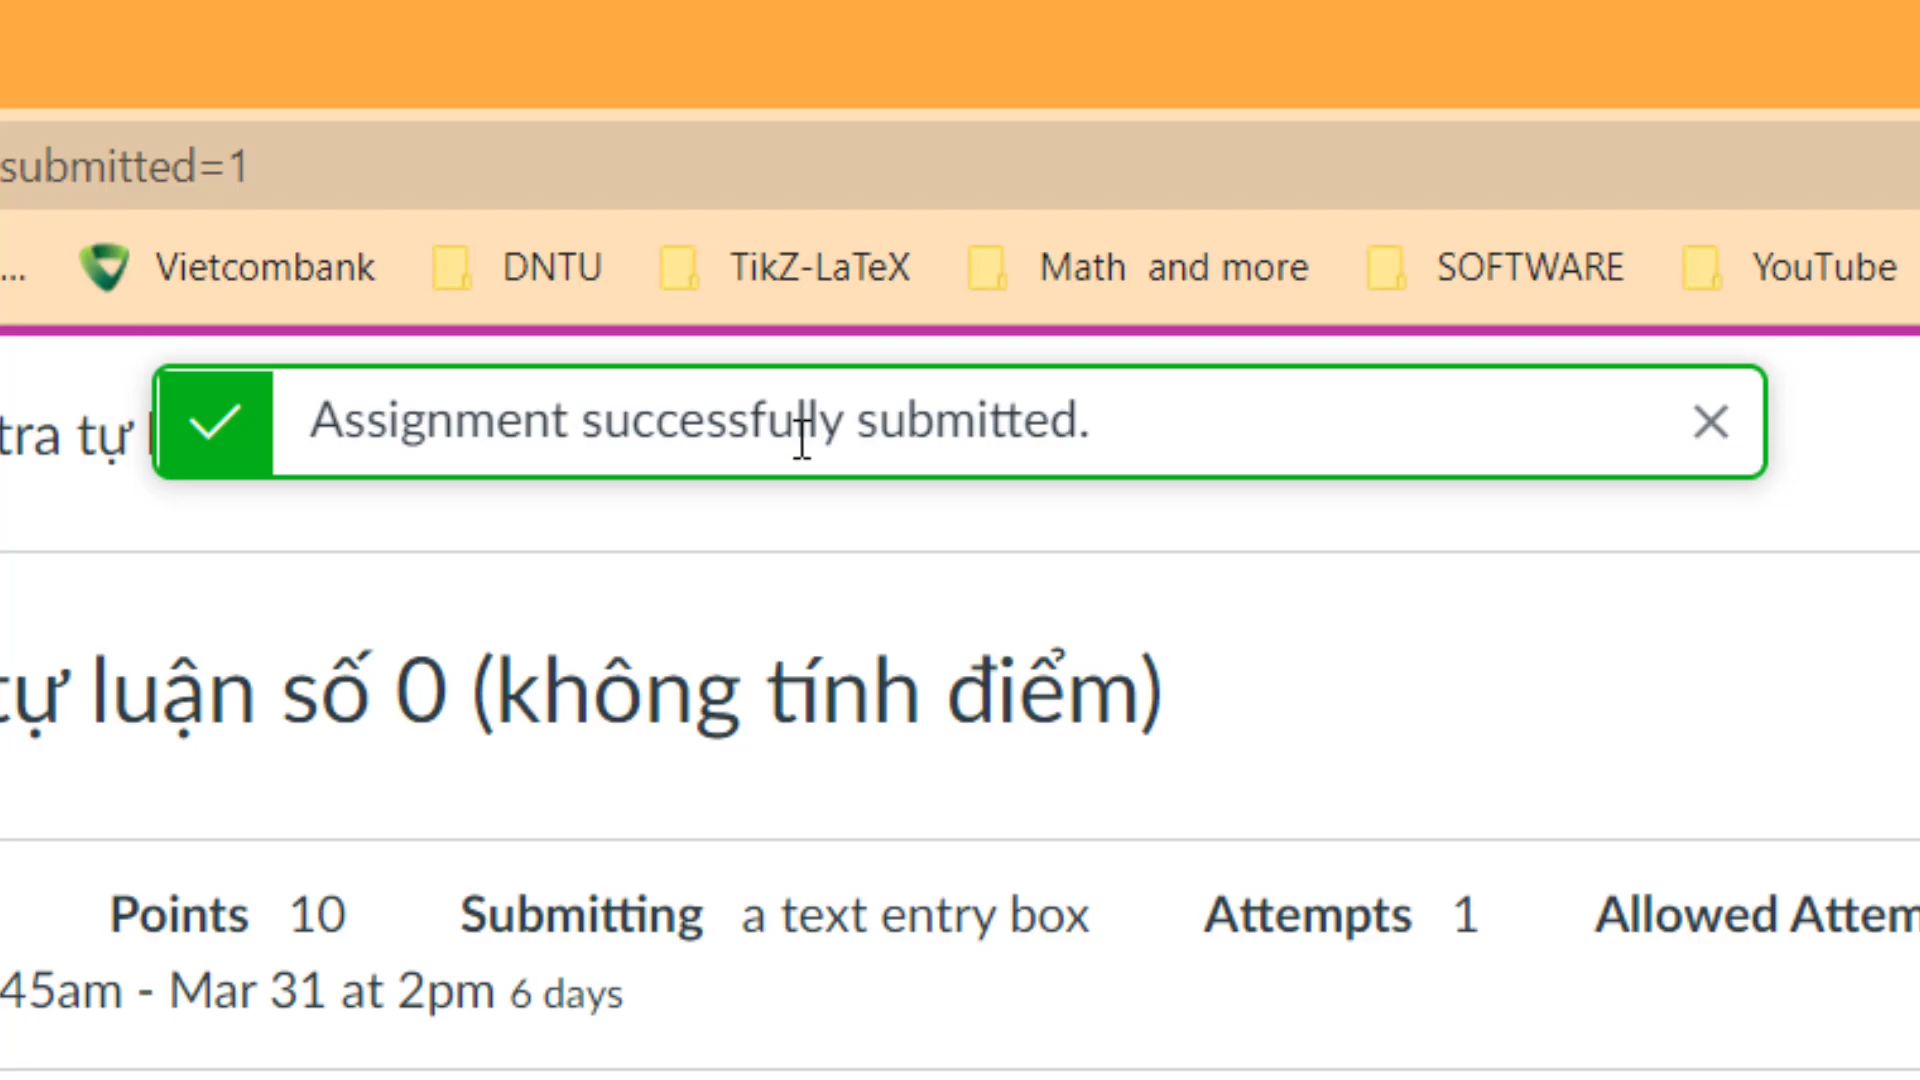 submitted=1
... Vietcombank DNTU TikZ-LaTeX Math and more SOFTWARE YouTube
tra tự
Assignment successfully submitted.
tự luận số 0 (không tính điểm)
Points 10 Submitting a text entry box Attempts 1 Allowed Attem
45am - Mar 31 at 2pm 6 days